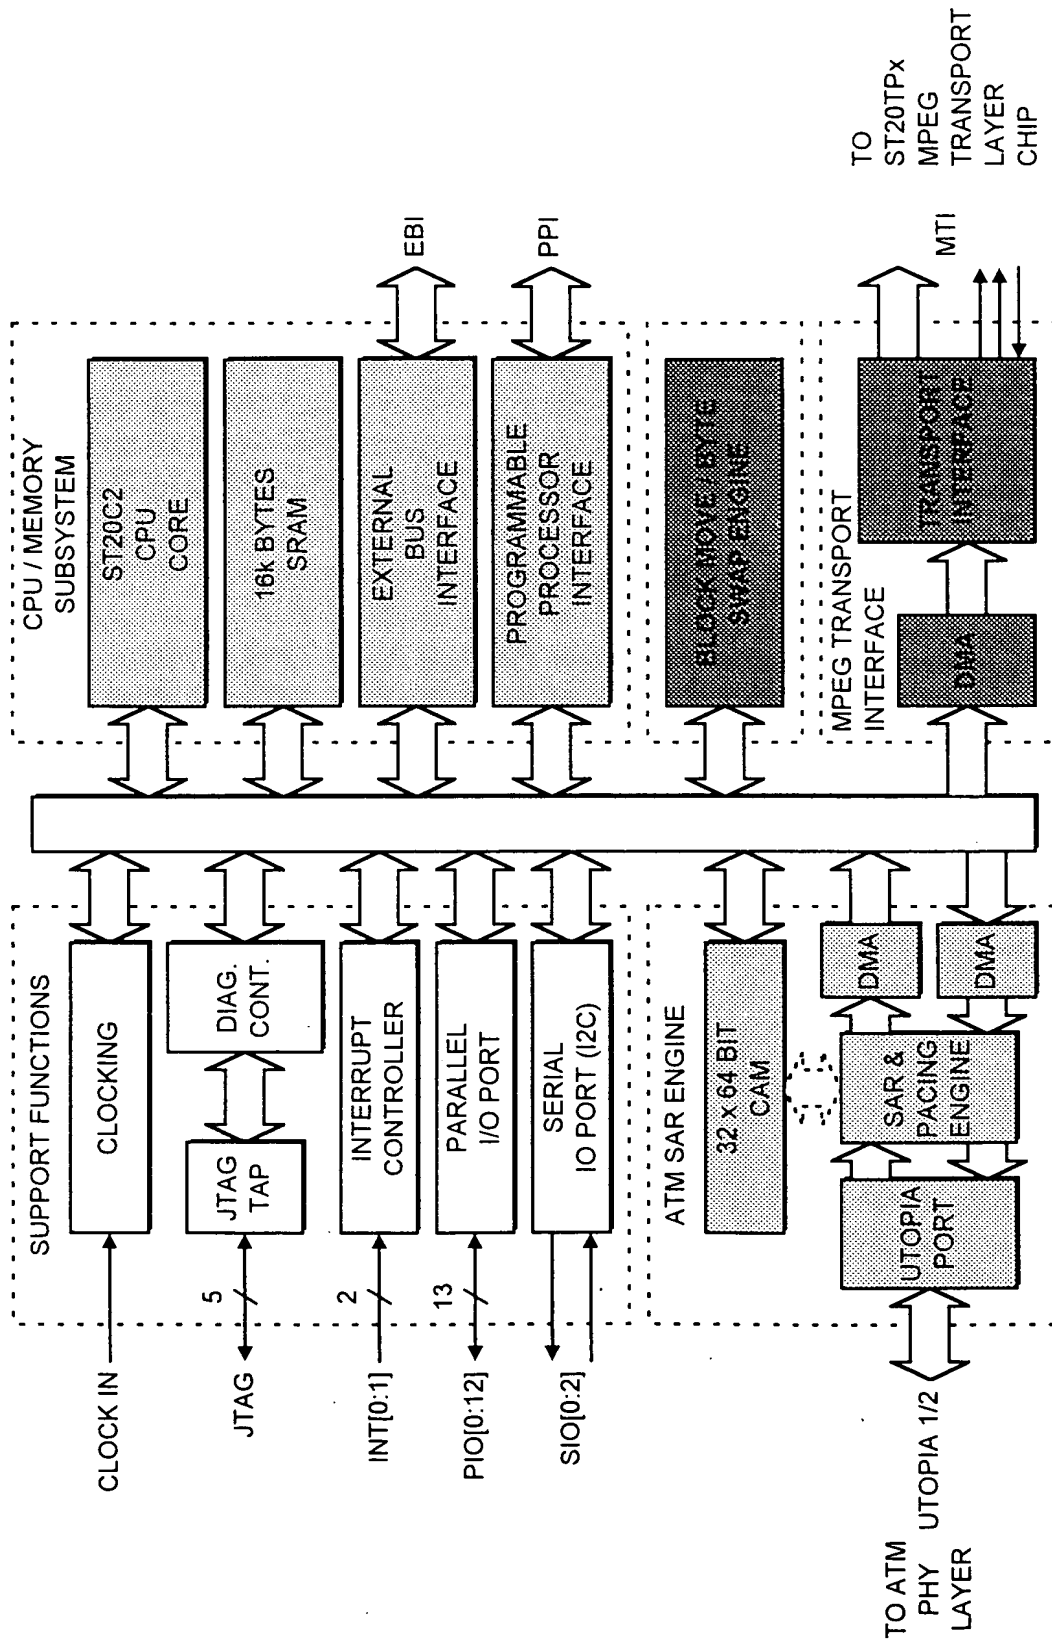 CPU / MEMORY
SUBSYSTEM
ST20C2
CPU
CORE
16k BYTES
SRAM
EXTERNAL
BUS
INTERFACE
PROGRAMMABLE
PROCESSOR
INTERFACE
EBI
PPI
BLOCK MOVE / BYTE
SWAP ENGINE
MPEG TRANSPORT
INTERFACE
DMA
TRANSPORT
INTERFACE
MTI
TO
ST20TPx
MPEG
TRANSPORT
LAYER
CHIP
SUPPORT FUNCTIONS
CLOCKING
JTAG
TAP
DIAG.
CONT.
INTERRUPT
CONTROLLER
PARALLEL
I/O PORT
SERIAL
IO PORT (I2C)
5
2
13
CLOCK IN
JTAG
INT[0:1]
PIO[0:12]
SIO[0:2]
ATM SAR ENGINE
32 x 64 BIT
CAM
UTOPIA
PORT
SAR &
PACING
ENGINE
DMA
DMA
UTOPIA 1/2
TO ATM
PHY
LAYER